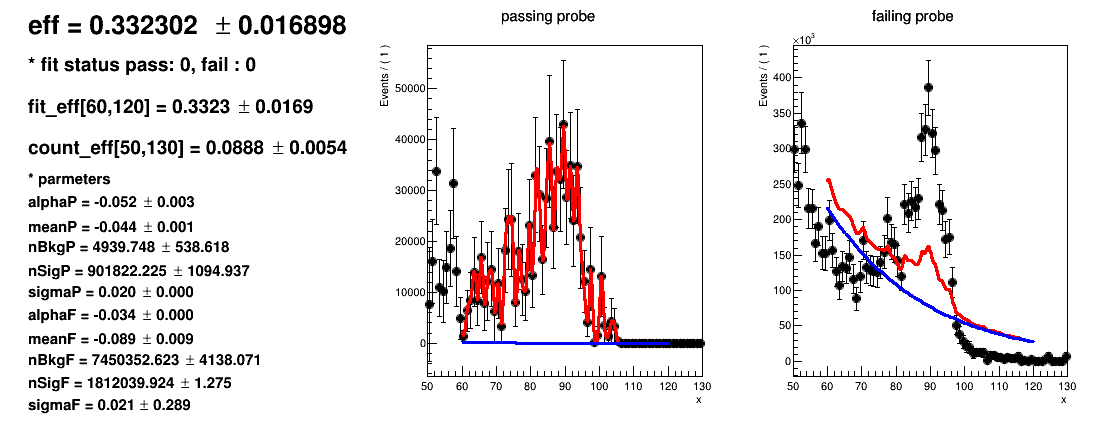 eff = 0.332302 ± 0.016898
* fit status pass: 0, fail : 0
fit_eff[60,120] = 0.3323 ± 0.0169
count_eff[50,130] = 0.0888 ± 0.0054
* parmeters
alphaP = -0.052 ± 0.003
meanP = -0.044 ± 0.001
nBkgP = 4939.748 ± 538.618
nSigP = 901822.225 ± 1094.937
sigmaP = 0.020 ± 0.000
alphaF = -0.034 ± 0.000
meanF = -0.089 ± 0.009
nBkgF = 7450352.623 ± 4138.071
nSigF = 1812039.924 ± 1.275
sigmaF = 0.021 ± 0.289
passing probe
Events / ( 1 )
50000
40000
30000
20000
10000
0
50 60 70 80 90 100 110 120 130
x
failing probe
×10³
Events / ( 1 )
400
350
300
250
200
150
100
50
0
50 60 70 80 90 100 110 120 130
x